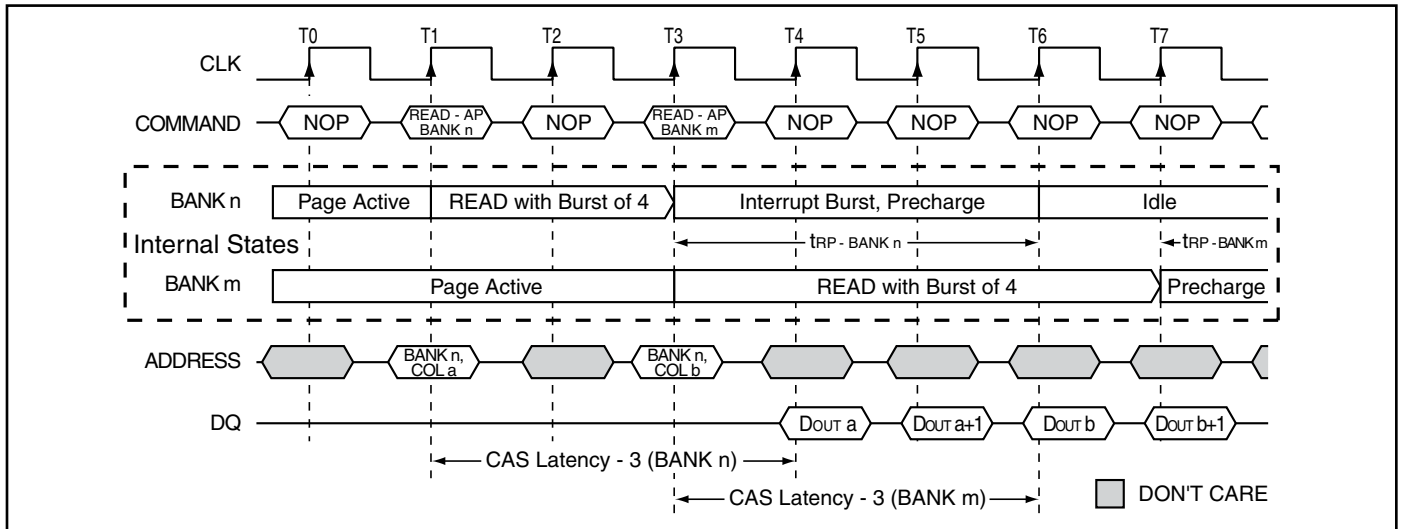 T0 T1 T2 T3 T4 T5 T6 T7
CLK
COMMAND NOP READ - AP BANK n NOP READ - AP BANK m NOP NOP NOP NOP
BANK n Page Active READ with Burst of 4 Interrupt Burst, Precharge Idle
Internal States tRP - BANK n tRP - BANK m
BANK m Page Active READ with Burst of 4 Precharge
ADDRESS BANK n, COL a BANK n, COL b
DQ DOUT a DOUT a+1 DOUT b DOUT b+1
CAS Latency - 3 (BANK n)
CAS Latency - 3 (BANK m) DON'T CARE